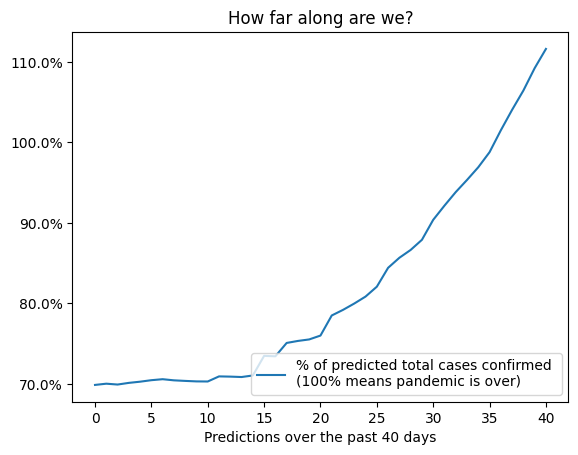 How far along are we?
110.0%
100.0%
90.0%
80.0%
70.0%
% of predicted total cases confirmed
(100% means pandemic is over)
0 5 10 15 20 25 30 35 40
Predictions over the past 40 days